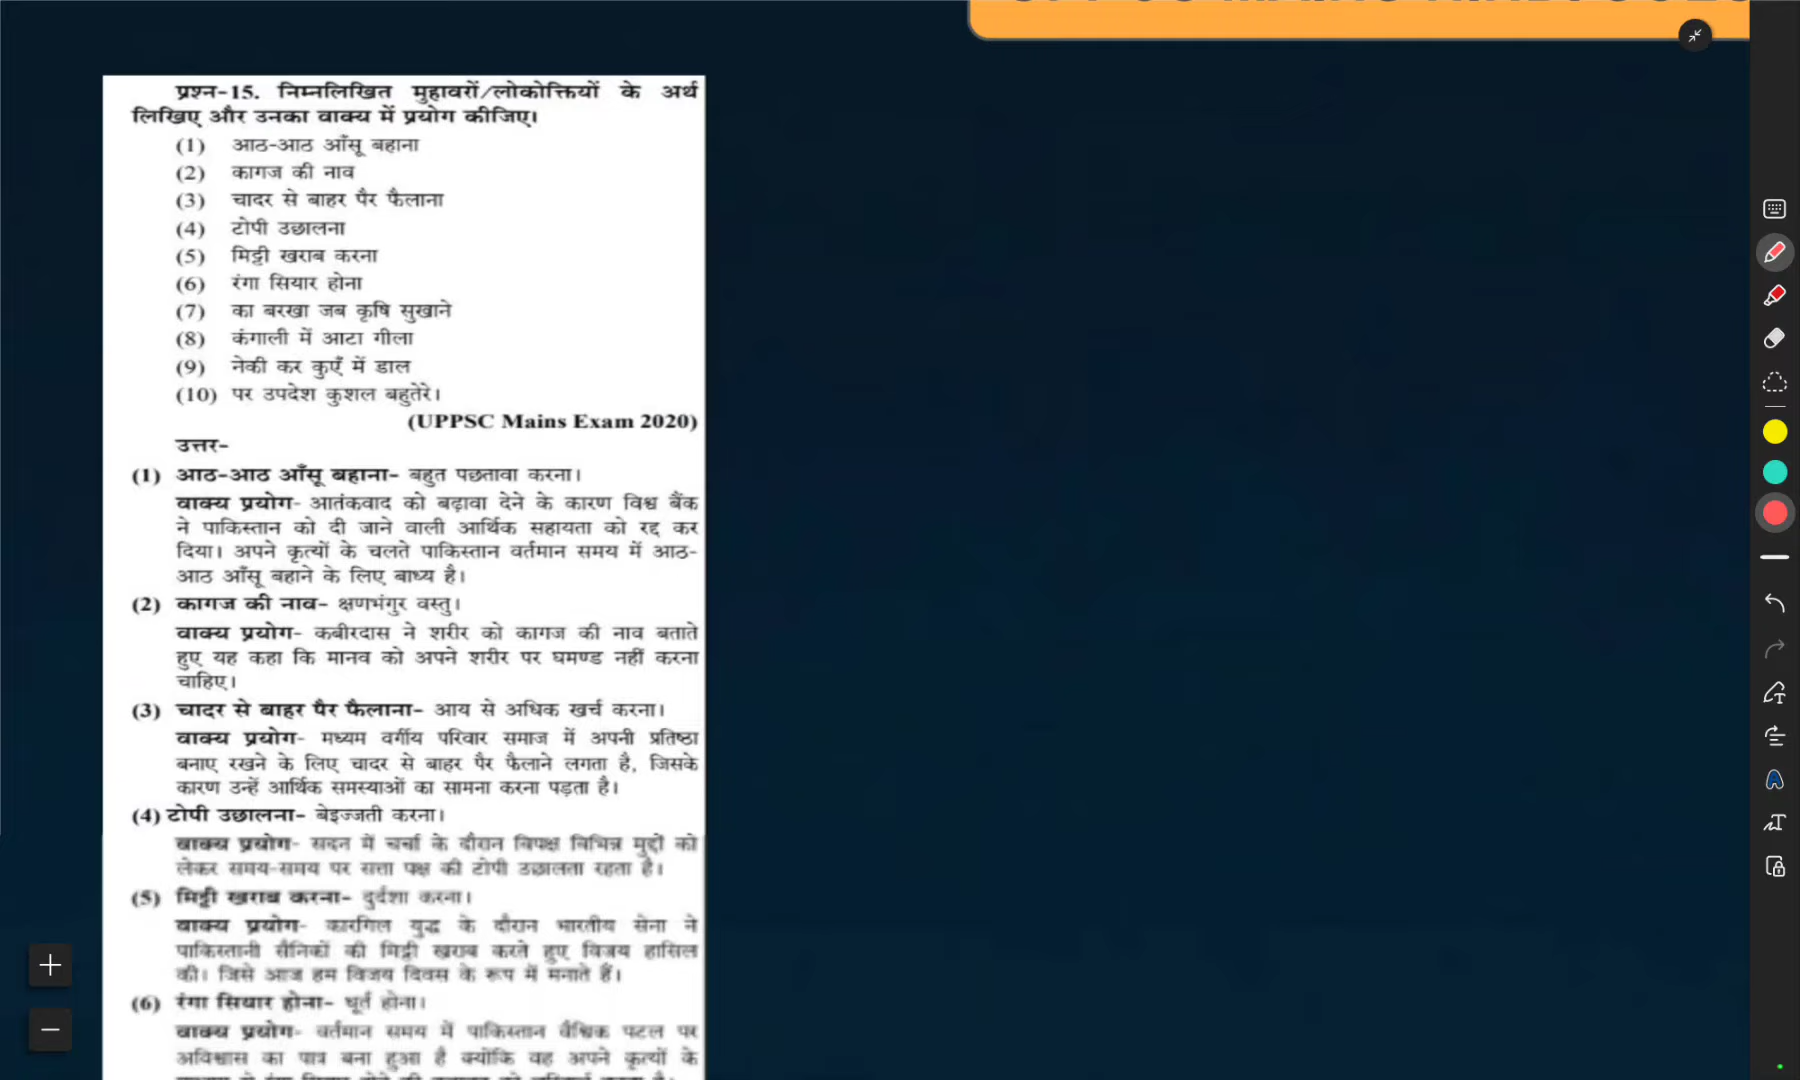 प्रश्न-15. निम्नलिखित मुहावरों/लोकोक्तियों के अर्थ
लिखिए और उनका वाक्य में प्रयोग कीजिए।
(1) आठ-आठ आँसू बहाना
(2) कागज की नाव
(3) चादर से बाहर पैर फैलाना
(4) टोपी उछालना
(5) मिट्टी खराब करना
(6) रंगा सियार होना
(7) का बरखा जब कृषि सुखाने
(8) कंगाली में आटा गीला
(9) नेकी कर कुएँ में डाल
(10) पर उपदेश कुशल बहुतेरे।
(UPPSC Mains Exam 2020)
उत्तर-
(1) आठ-आठ आँसू बहाना- बहुत पछतावा करना।
वाक्य प्रयोग- आतंकवाद को बढ़ावा देने के कारण विश्व बैंक
ने पाकिस्तान को दी जाने वाली आर्थिक सहायता को रद्द कर
दिया। अपने कृत्यों के चलते पाकिस्तान वर्तमान समय में आठ-
आठ आँसू बहाने के लिए बाध्य है।
(2) कागज की नाव- क्षणभंगुर वस्तु।
वाक्य प्रयोग- कबीरदास ने शरीर को कागज की नाव बताते
हुए यह कहा कि मानव को अपने शरीर पर घमण्ड नहीं करना
चाहिए।
(3) चादर से बाहर पैर फैलाना- आय से अधिक खर्च करना।
वाक्य प्रयोग- मध्यम वर्गीय परिवार समाज में अपनी प्रतिष्ठा
बनाए रखने के लिए चादर से बाहर पैर फैलाने लगता है, जिसके
कारण उन्हें आर्थिक समस्याओं का सामना करना पड़ता है।
(4) टोपी उछालना- बेइज्जती करना।
वाक्य प्रयोग- सदन में चर्चा के दौरान विपक्ष विभिन्न मुद्दों को
लेकर समय-समय पर सत्ता पक्ष की टोपी उछालता रहता है।
(5) मिट्टी खराब करना- दुर्दशा करना।
वाक्य प्रयोग- कारगिल युद्ध के दौरान भारतीय सेना ने
पाकिस्तानी सैनिकों की मिट्टी खराब करते हुए विजय हासिल
की। जिसे आज हम विजय दिवस के रूप में मनाते हैं।
(6) रंगा सियार होना- धूर्त होना।
वाक्य प्रयोग- वर्तमान समय में पाकिस्तान वैश्विक पटल पर
अविश्वास का पात्र बना हुआ है क्योंकि वह अपने कृत्यों के